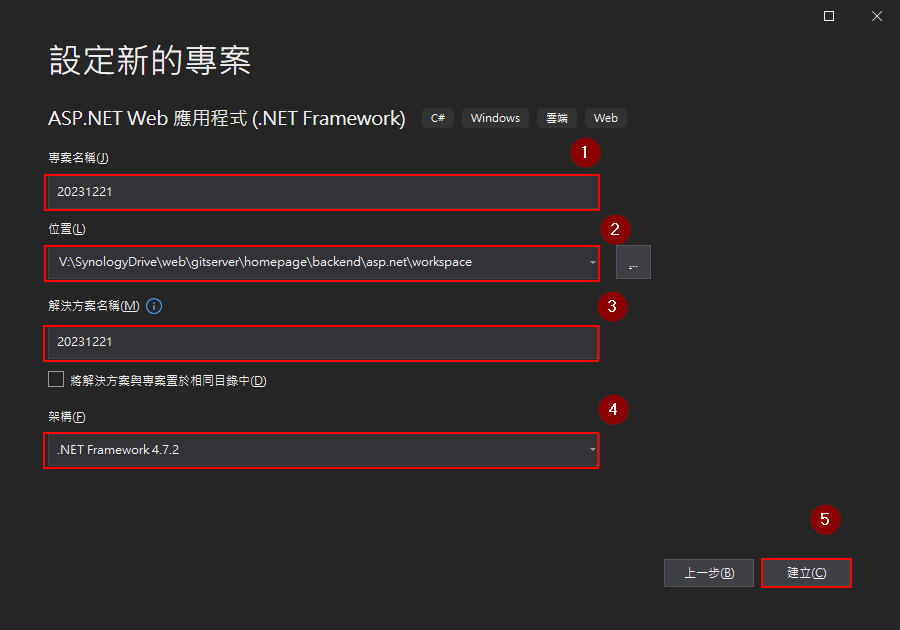 設定新的專案
ASP.NET Web 應用程式 (.NET Framework) C# Windows 雲端 Web
專案名稱(J) 1
20231221
位置(L) 2
V:\SynologyDrive\web\gitserver\homepage\backend\asp.net\workspace ...
解決方案名稱(M) 3
20231221
將解決方案與專案置於相同目錄中(D)
架構(F) 4
.NET Framework 4.7.2
5
上一步(B) 建立(C)